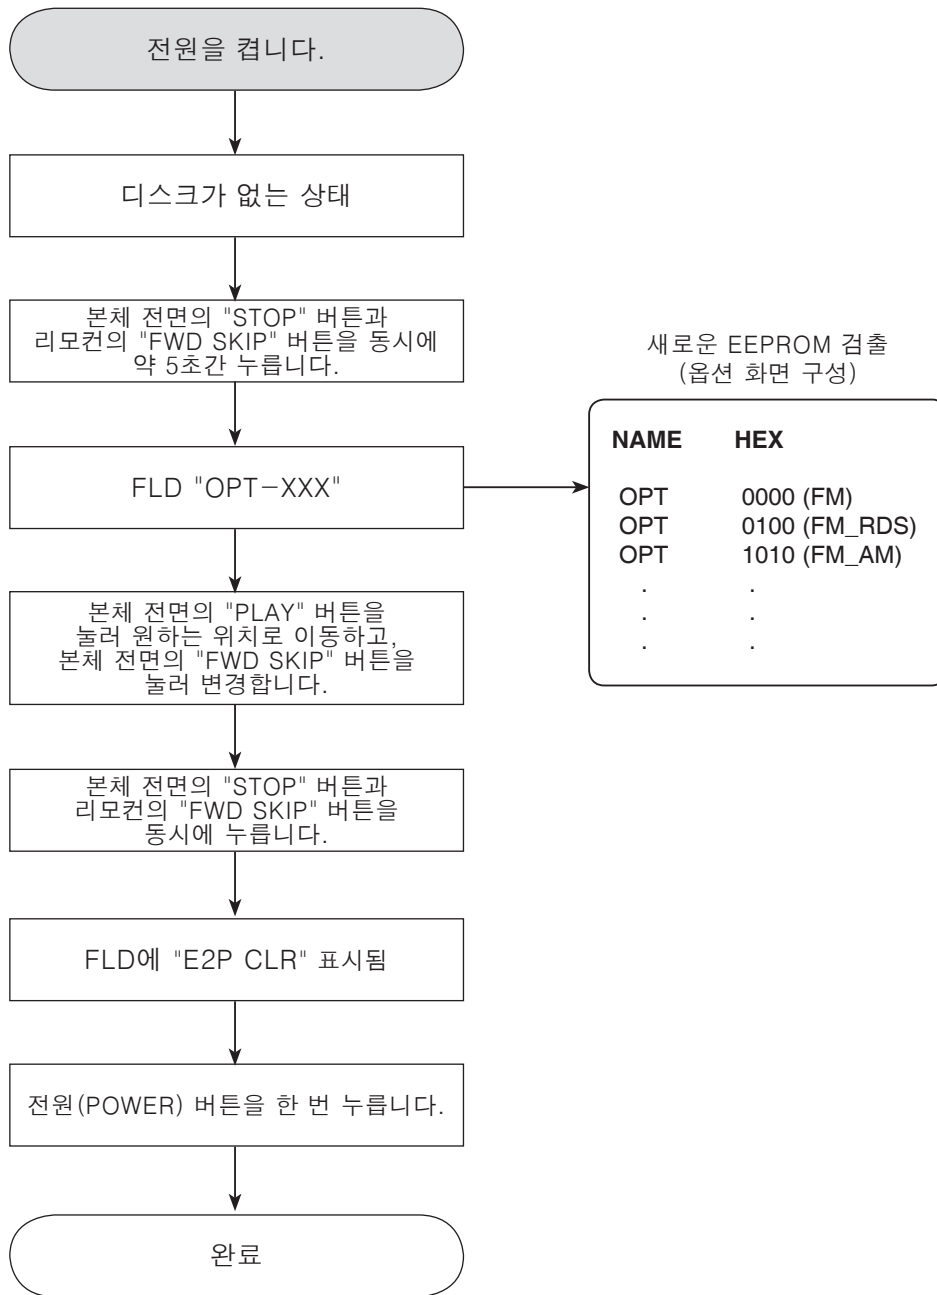 전원을 켭니다.
디스크가 없는 상태
본체 전면의 "STOP" 버튼과
리모컨의 "FWD SKIP" 버튼을 동시에
약 5초간 누릅니다.
FLD "OPT-XXX"
새로운 EEPROM 검출
(옵션 화면 구성)
NAME HEX
OPT 0000 (FM)
OPT 0100 (FM_RDS)
OPT 1010 (FM_AM)
. .
. .
. .
본체 전면의 "PLAY" 버튼을
눌러 원하는 위치로 이동하고,
본체 전면의 "FWD SKIP" 버튼을
눌러 변경합니다.
본체 전면의 "STOP" 버튼과
리모컨의 "FWD SKIP" 버튼을
동시에 누릅니다.
FLD에 "E2P CLR" 표시됨
전원(POWER) 버튼을 한 번 누릅니다.
완료